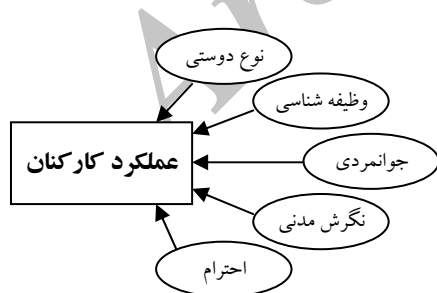 نوع دوستی
وظیفه شناسی
جوانمردی
عملکرد کارکنان
نگرش مدنی
احترام